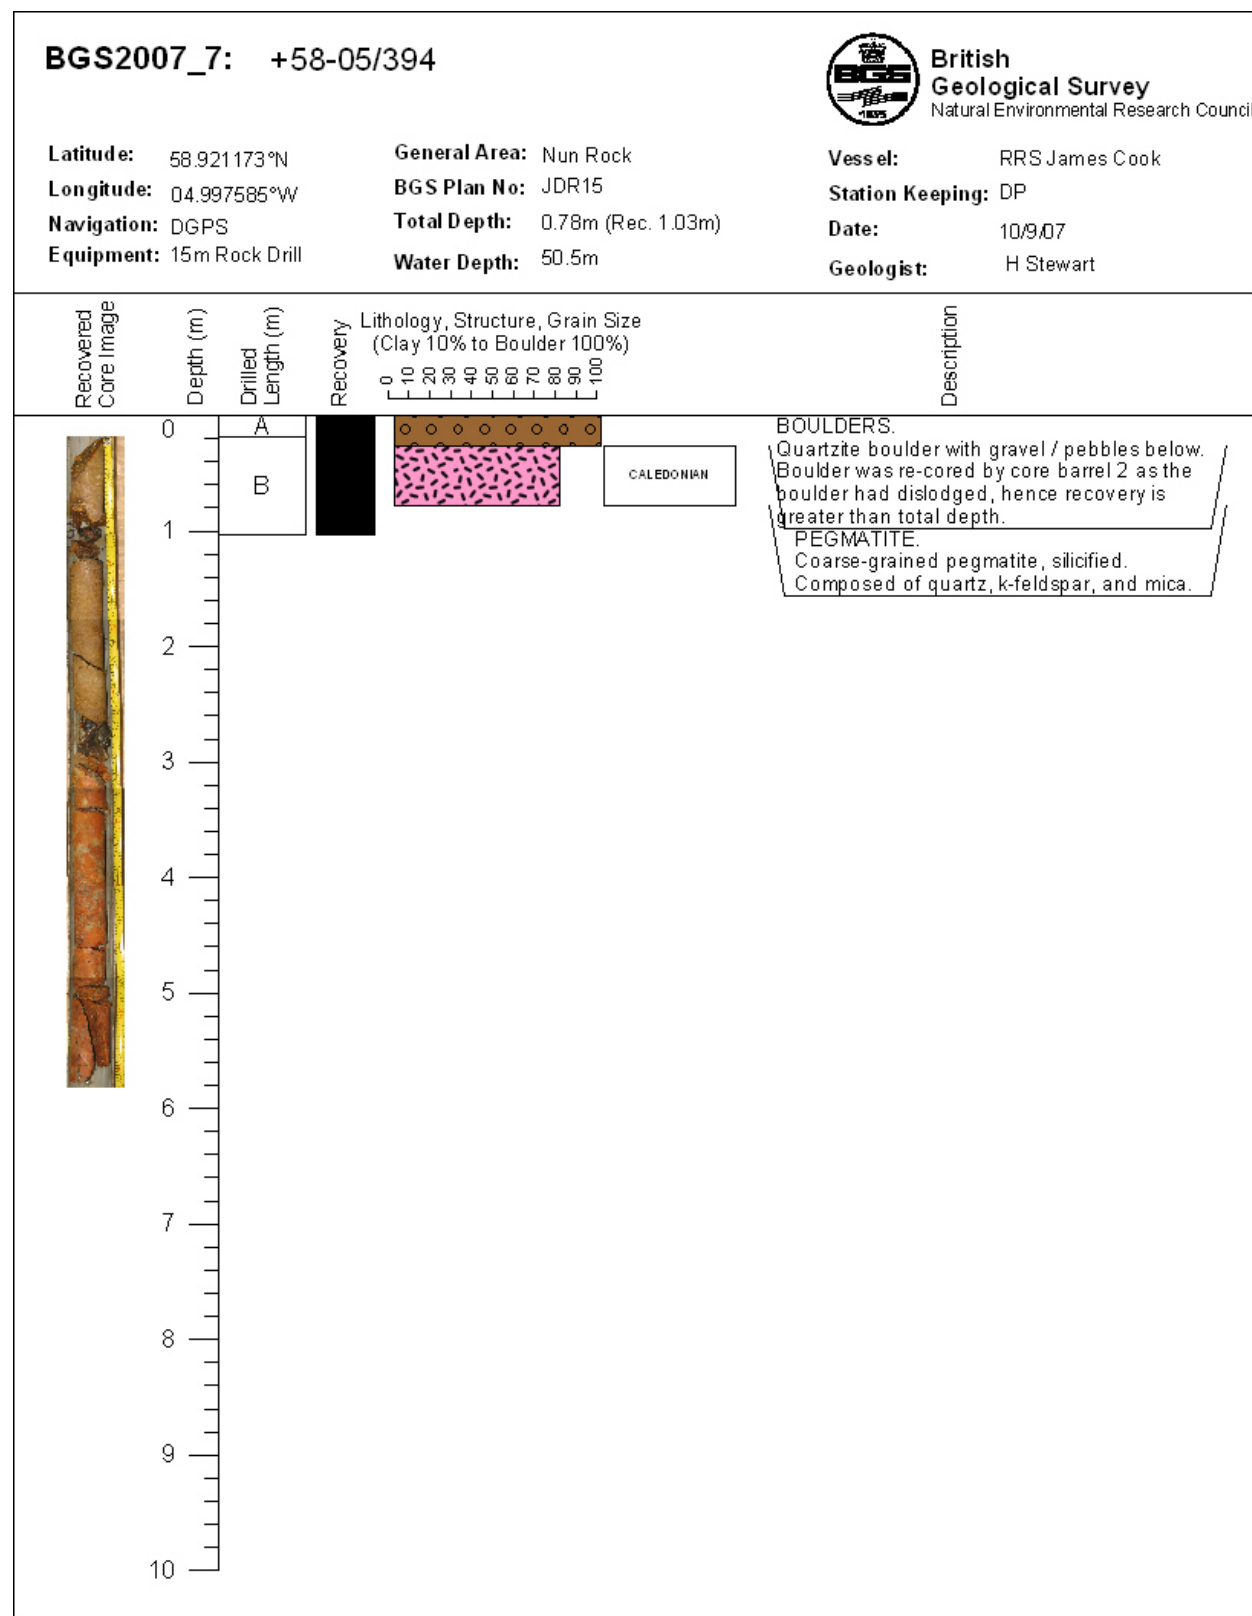 BGS2007_7: +58-05/394
BGS
1835
British
Geological Survey
Natural Environmental Research Council
Latitude: 58.921173°N
Longitude: 04.997585°W
Navigation: DGPS
Equipment: 15m Rock Drill
General Area: Nun Rock
BGS Plan No: JDR15
Total Depth: 0.78m (Rec. 1.03m)
Water Depth: 50.5m
Vessel: RRS James Cook
Station Keeping: DP
Date: 10/9/07
Geologist: H Stewart
Recovered
Core Image
Depth (m)
Drilled
Length (m)
Recovery
Lithology, Structure, Grain Size
(Clay 10% to Boulder 100%)
0 10 20 30 40 50 60 70 80 90 100
Description
0
1
2
3
4
5
6
7
8
9
10
A
B
CALEDONIAN
BOULDERS.
Quartzite boulder with gravel / pebbles below.
Boulder was re-cored by core barrel 2 as the
boulder had dislodged, hence recovery is
greater than total depth.
PEGMATITE.
Coarse-grained pegmatite, silicified.
Composed of quartz, k-feldspar, and mica.